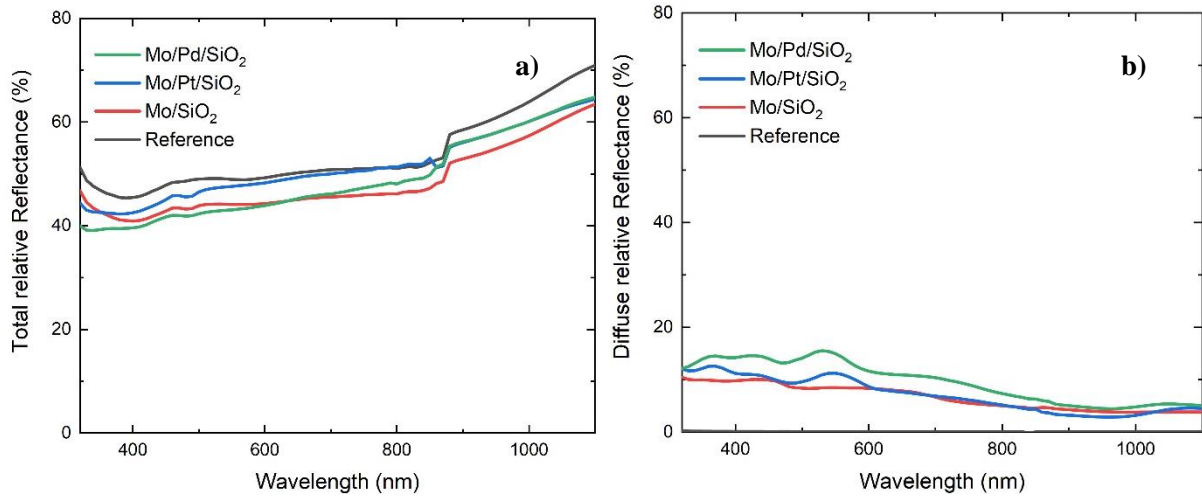 80
60
40
20
0
Total relative Reflectance (%)
Mo/Pd/SiO₂
Mo/Pt/SiO₂
Mo/SiO₂
Reference
a)
400
600
800
1000
Wavelength (nm)
80
60
40
20
0
Diffuse relative Reflectance (%)
Mo/Pd/SiO₂
Mo/Pt/SiO₂
Mo/SiO₂
Reference
b)
400
600
800
1000
Wavelength (nm)